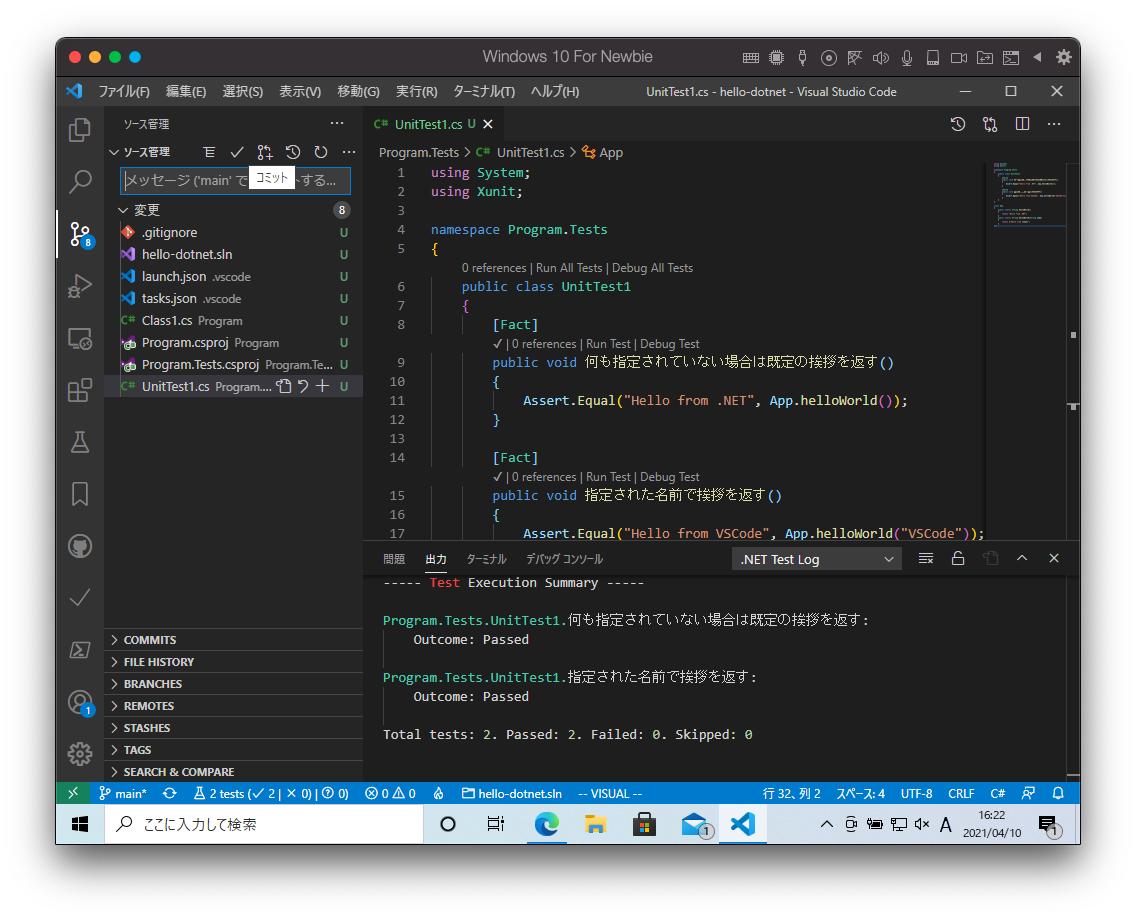 Windows 10 For Newbie
ファイル(F) 編集(E) 選択(S) 表示(V) 移動(G) 実行(R) ターミナル(T) ヘルプ(H) UnitTest1.cs - hello-dotnet - Visual Studio Code
ソース管理 ···
ソース管理
メッセージ ('main' で
コミット
する...
変更 8
.gitignore U
hello-dotnet.sln U
launch.json .vscode U
tasks.json .vscode U
C# Class1.cs Program U
Program.csproj Program U
Program.Tests.csproj Program.Te... U
C# UnitTest1.cs Program.... U
8
1
COMMITS
FILE HISTORY
BRANCHES
REMOTES
STASHES
TAGS
SEARCH & COMPARE
C# UnitTest1.cs U
Program.Tests > C# UnitTest1.cs > App
1 using System;
2 using Xunit;
3
4 namespace Program.Tests
5 {
0 references | Run All Tests | Debug All Tests
6 public class UnitTest1
7 {
8 [Fact]
✓ | 0 references | Run Test | Debug Test
9 public void 何も指定されていない場合は既定の挨拶を返す()
10 {
11 Assert.Equal("Hello from .NET", App.helloWorld());
12 }
13
14 [Fact]
✓ | 0 references | Run Test | Debug Test
15 public void 指定された名前で挨拶を返す()
16 {
17 Assert.Equal("Hello from VSCode", App.helloWorld("VSCode"));
問題 出力 ターミナル デバッグ コンソール .NET Test Log
----- Test Execution Summary -----
Program.Tests.UnitTest1.何も指定されていない場合は既定の挨拶を返す:
Outcome: Passed
Program.Tests.UnitTest1.指定された名前で挨拶を返す:
Outcome: Passed
Total tests: 2. Passed: 2. Failed: 0. Skipped: 0
main* 2 tests (✓ 2 | × 0) | ? 0) 0 0 hello-dotnet.sln -- VISUAL -- 行 32、列 2 スペース: 4 UTF-8 CRLF C#
ここに入力して検索 1 A 16:22
2021/04/10 1